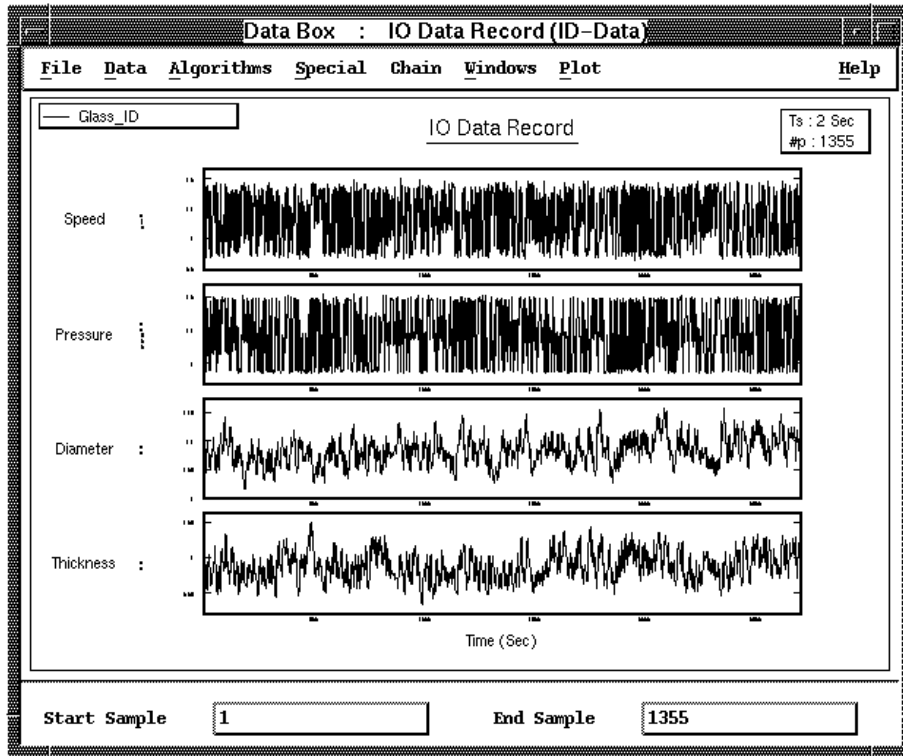 Data Box : IO Data Record (ID-Data)
File Data Algorithms Special Chain Windows Plot Help
Glass_ID
IO Data Record
Ts : 2 Sec
#p : 1355
Speed
Pressure
Diameter
Thickness
Time (Sec)
Start Sample 1 End Sample 1355